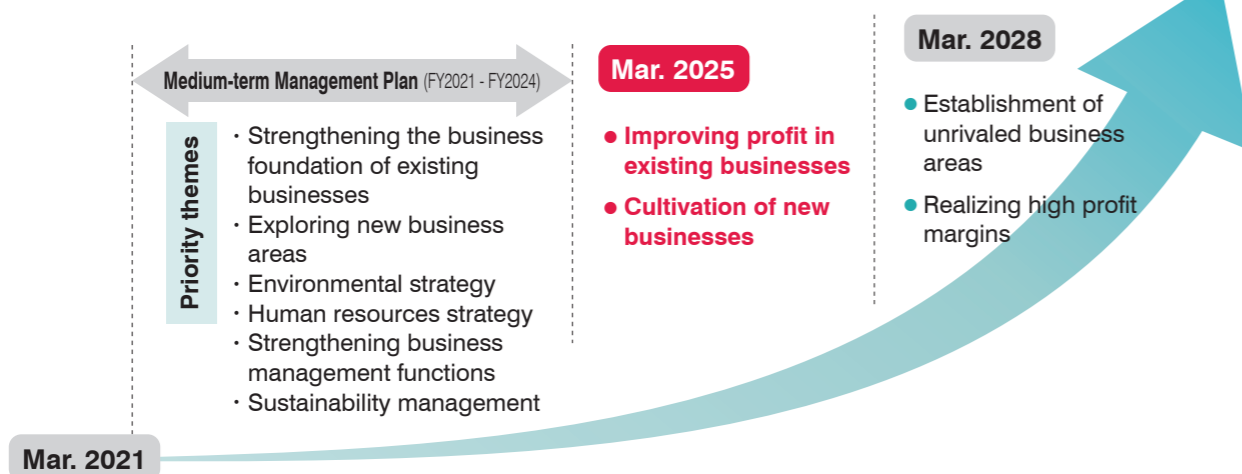 Medium-term Management Plan (FY2021 - FY2024)
Priority themes
・Strengthening the business
foundation of existing
businesses
・Exploring new business
areas
・Environmental strategy
・Human resources strategy
・Strengthening business
management functions
・Sustainability management
Mar. 2021
Mar. 2025
● Improving profit in
existing businesses
● Cultivation of new
businesses
Mar. 2028
● Establishment of
unrivaled business
areas
● Realizing high profit
margins